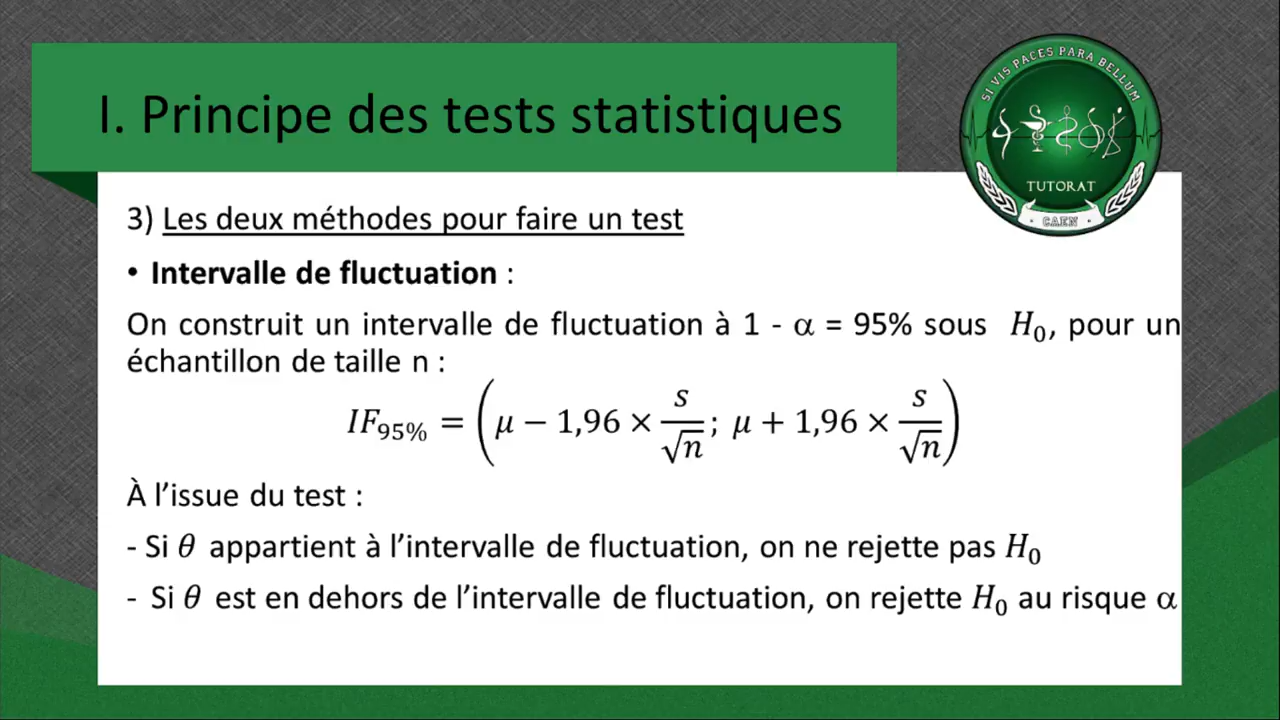 I. Principe des tests statistiques
SI VIS PACES PARA BELLUM
TUTORAT
CAEN
3) Les deux méthodes pour faire un test
• Intervalle de fluctuation :
On construit un intervalle de fluctuation à 1 - α = 95% sous H₀, pour un
échantillon de taille n :
IF₉₅% = (μ − 1,96 × s/√n ; μ + 1,96 × s/√n)
À l’issue du test :
- Si θ appartient à l’intervalle de fluctuation, on ne rejette pas H₀
- Si θ est en dehors de l’intervalle de fluctuation, on rejette H₀ au risque α